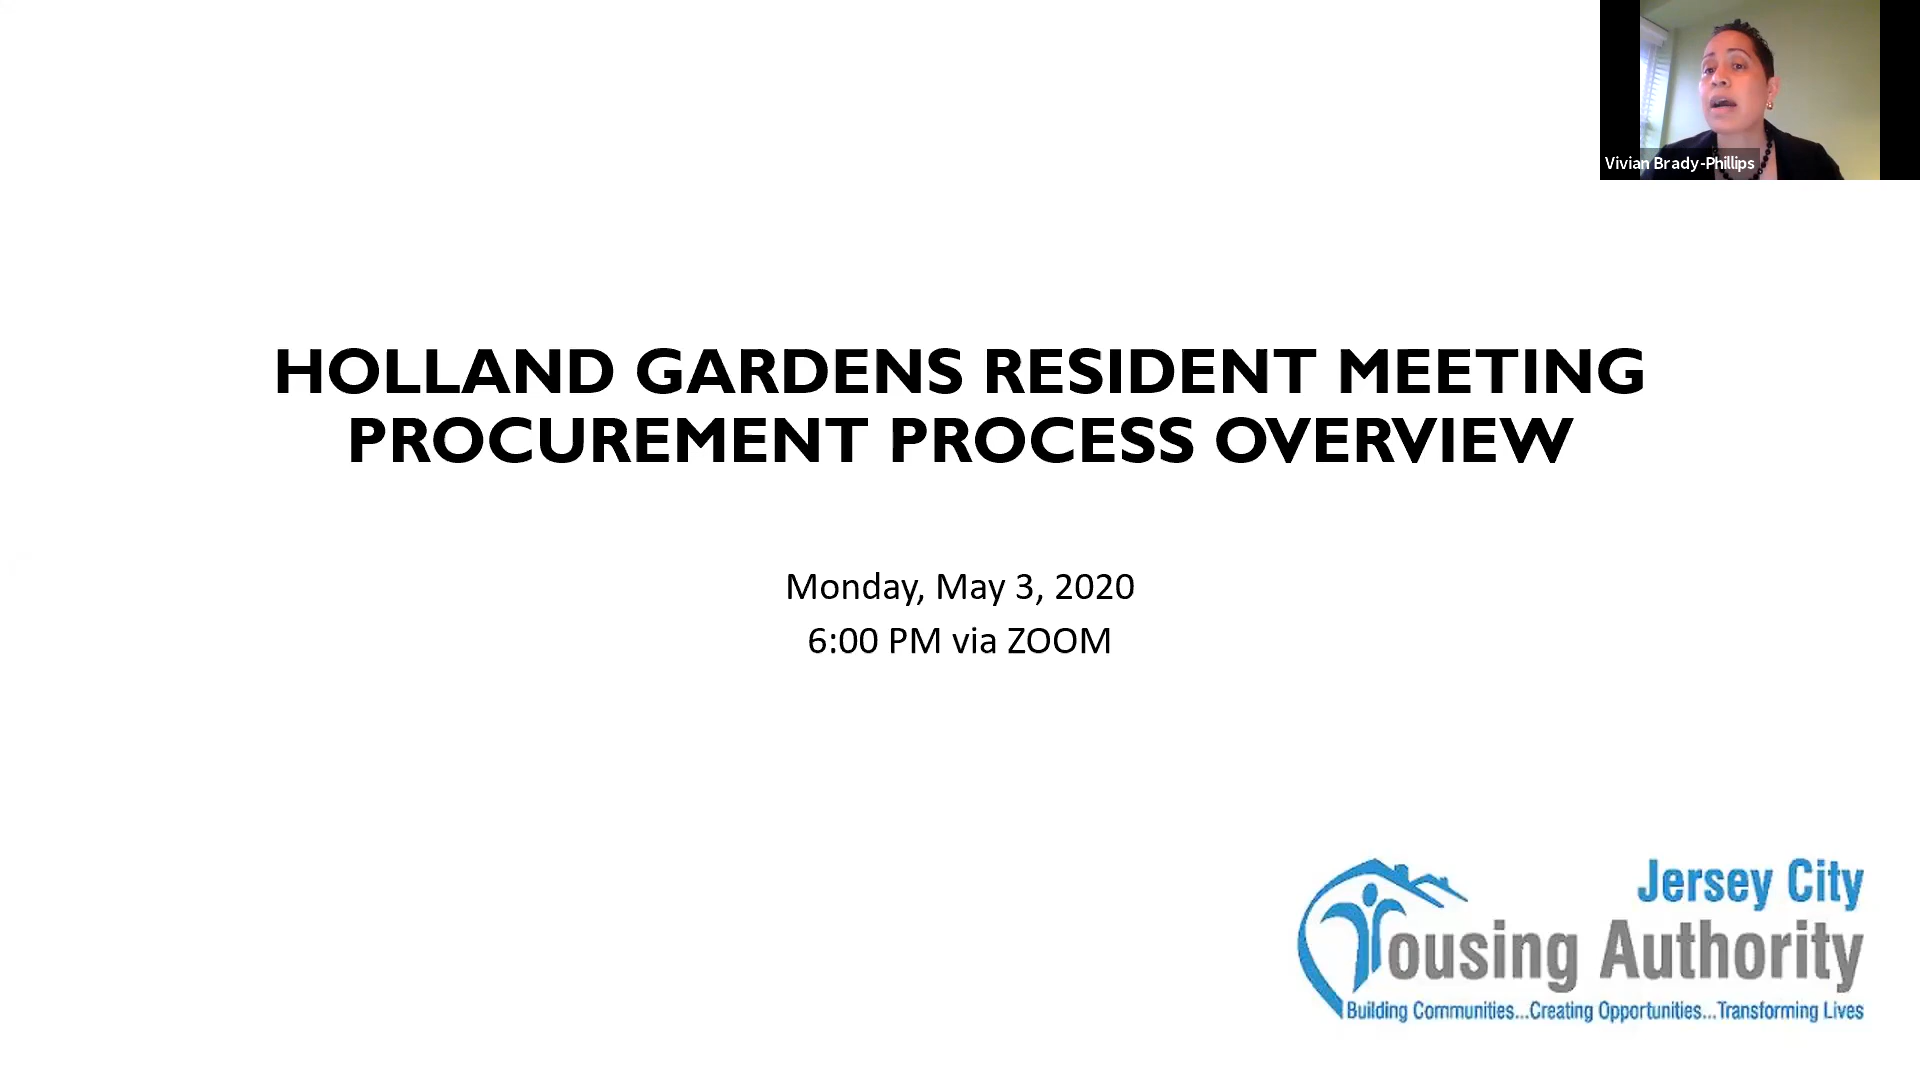 Vivian Brady-Phillips
HOLLAND GARDENS RESIDENT MEETING
PROCUREMENT PROCESS OVERVIEW
Monday, May 3, 2020
6:00 PM via ZOOM
Jersey City
Housing Authority
Building Communities...Creating Opportunities...Transforming Lives